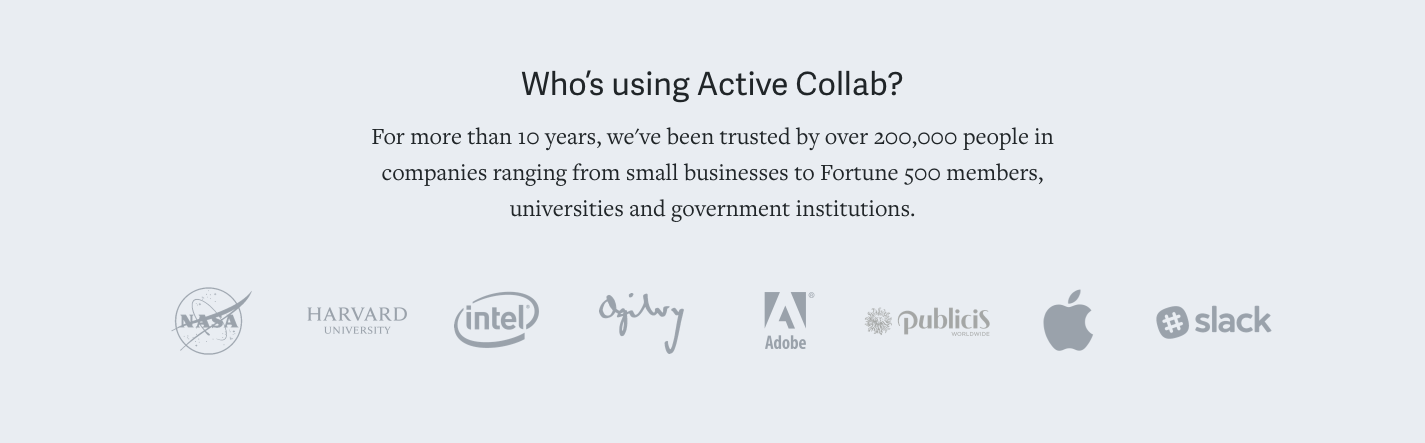 Who's using Active Collab?
For more than 10 years, we've been trusted by over 200,000 people in
companies ranging from small businesses to Fortune 500 members,
universities and government institutions.
NASA
HARVARD
UNIVERSITY
intel
Ogilvy
Adobe
publicis
WORLDWIDE
slack